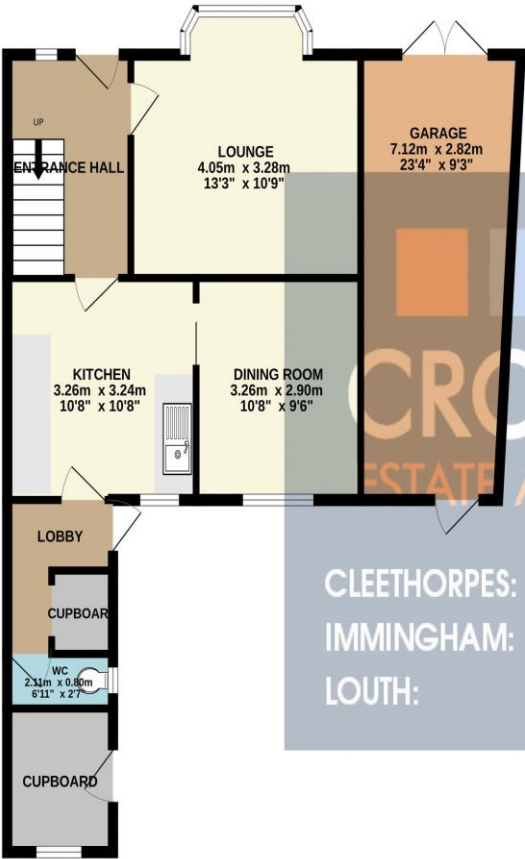 UP
ENTRANCE HALL
LOUNGE
4.05m x 3.28m
13'3" x 10'9"
GARAGE
7.12m x 2.82m
23'4" x 9'3"
KITCHEN
3.26m x 3.24m
10'8" x 10'8"
DINING ROOM
3.26m x 2.90m
10'8" x 9'6"
CRO
ESTATE
LOBBY
CUPBOAR
WC
2.11m x 0.80m
6'11" x 2'7"
CUPBOARD
CLEETHORPES:
IMMINGHAM:
LOUTH: